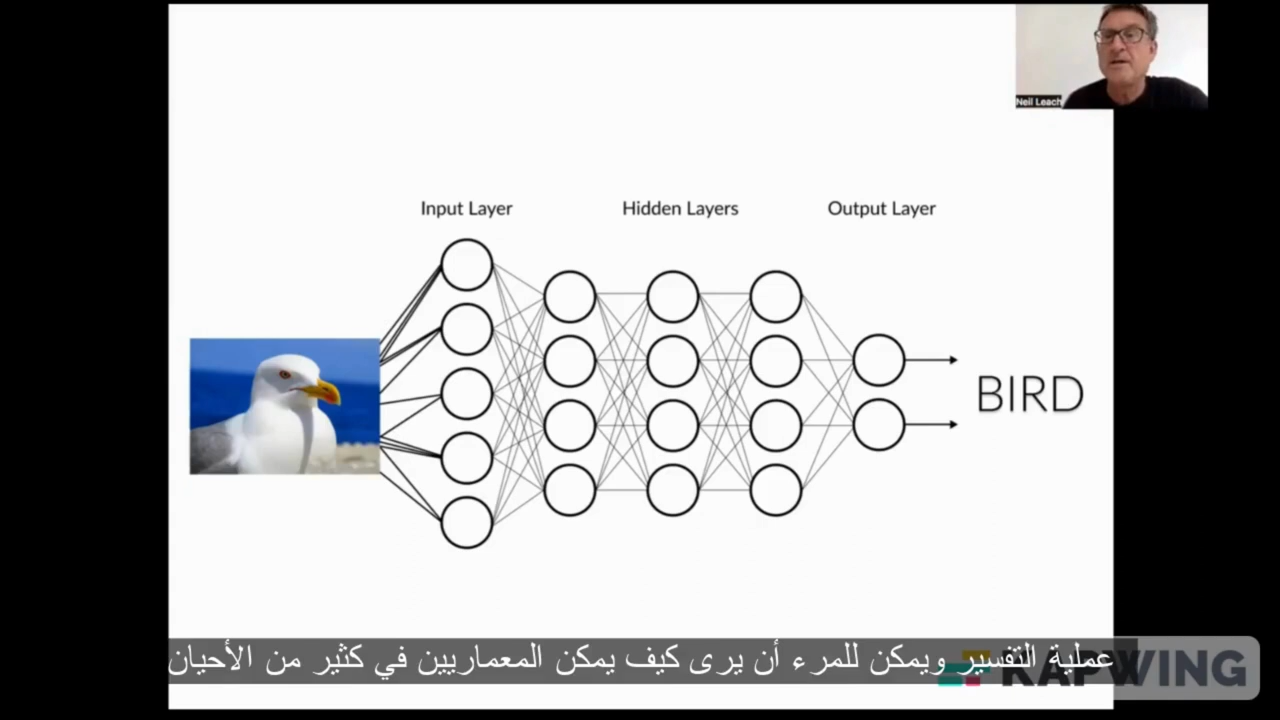 Neil Leach
Input Layer
Hidden Layers
Output Layer
BIRD
عملية التفسير ويمكن للمرء أن يرى كيف يمكن المعماريين في كثير من الأحيان
KAPWING